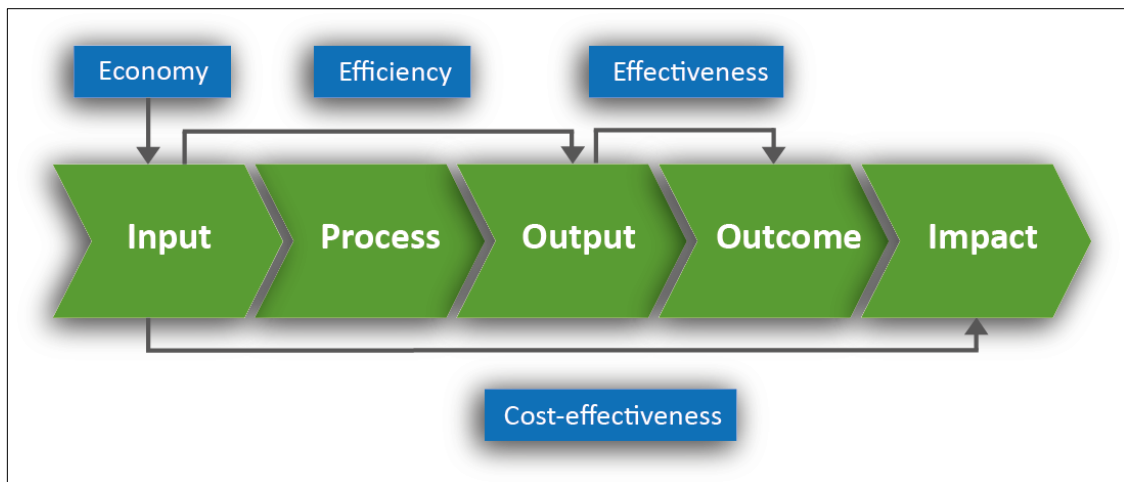 Economy
Efficiency
Effectiveness
Input
Process
Output
Outcome
Impact
Cost-effectiveness